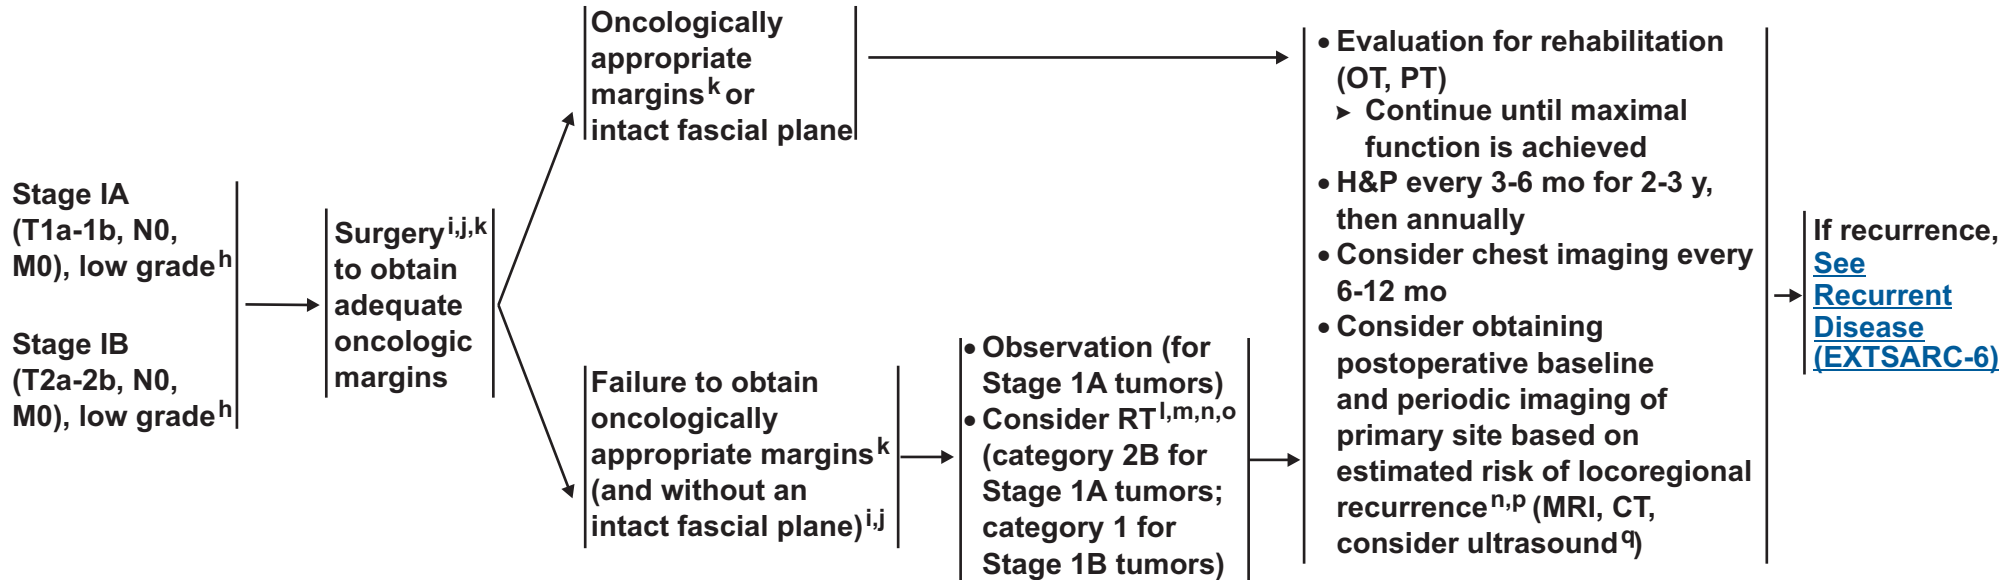 Stage IA
(T1a-1b, N0,
M0), low grade h
Stage IB
(T2a-2b, N0,
M0), low grade h
Surgery i,j,k
to obtain
adequate
oncologic
margins
Oncologically
appropriate
margins k or
intact fascial plane
Failure to obtain
oncologically
appropriate margins k
(and without an
intact fascial plane) i,j
• Observation (for
Stage 1A tumors)
• Consider RT l,m,n,o
(category 2B for
Stage 1A tumors;
category 1 for
Stage 1B tumors)
• Evaluation for rehabilitation
(OT, PT)
➤ Continue until maximal
function is achieved
• H&P every 3-6 mo for 2-3 y,
then annually
• Consider chest imaging every
6-12 mo
• Consider obtaining
postoperative baseline
and periodic imaging of
primary site based on
estimated risk of locoregional
recurrence n,p (MRI, CT,
consider ultrasound q)
If recurrence,
See
Recurrent
Disease
(EXTSARC-6)